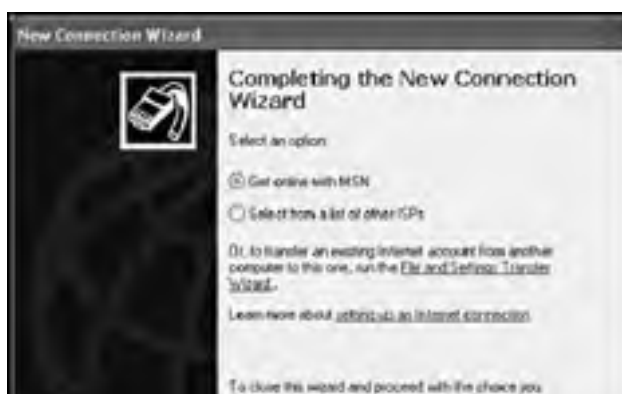 New Connection Wizard
Completing the New Connection
Wizard
Select an option:
Get online with MSN
Select from a list of other ISPs
Or, to transfer an existing Internet account from another
computer to this one, run the File and Settings Transfer
Wizard.
Learn more about setting up an Internet connection.
To close this wizard and proceed with the choice you